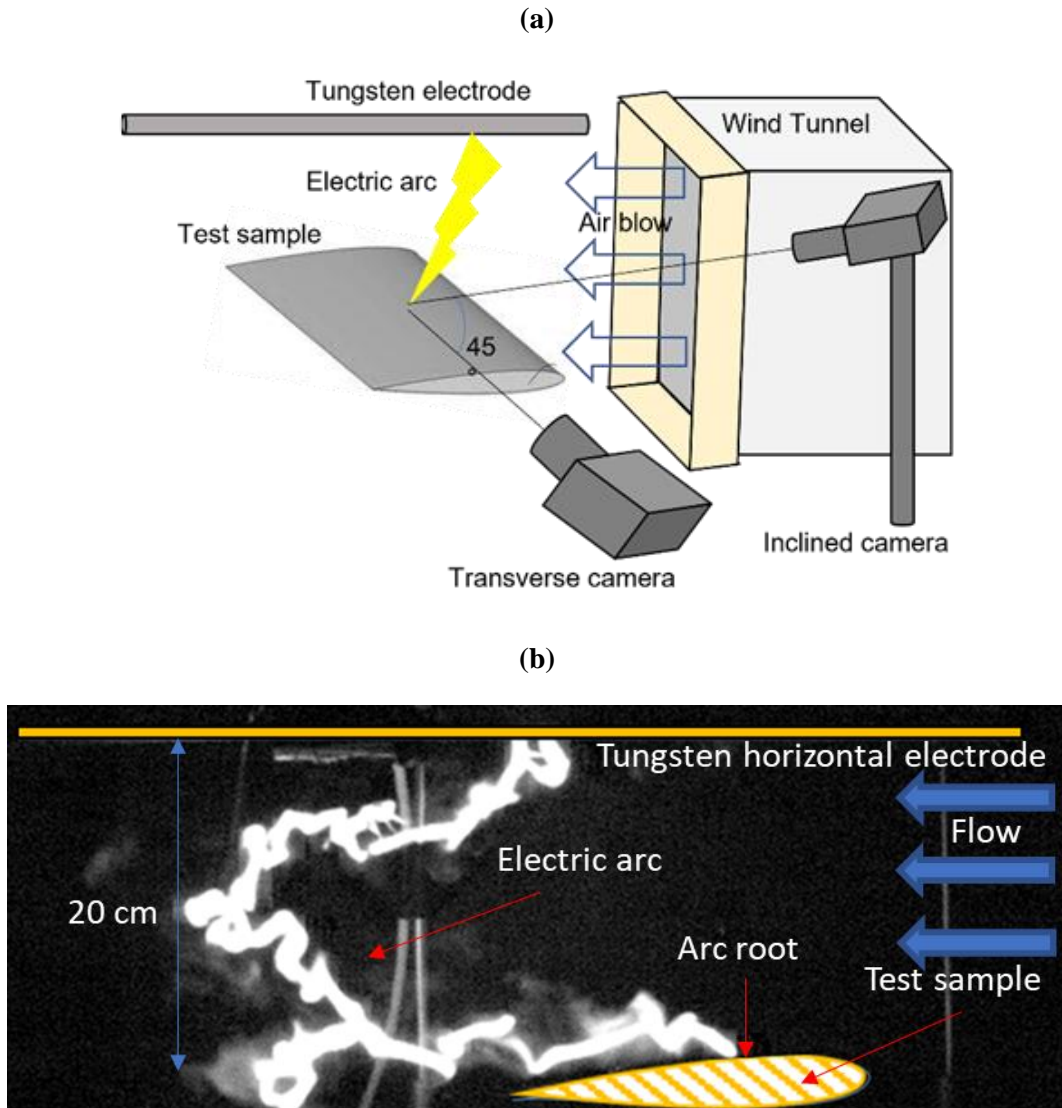 (a)
Tungsten electrode
Wind Tunnel
Electric arc
Air blow
Test sample
45
Inclined camera
Transverse camera
(b)
Tungsten horizontal electrode
Flow
Electric arc
20 cm
Arc root
Test sample